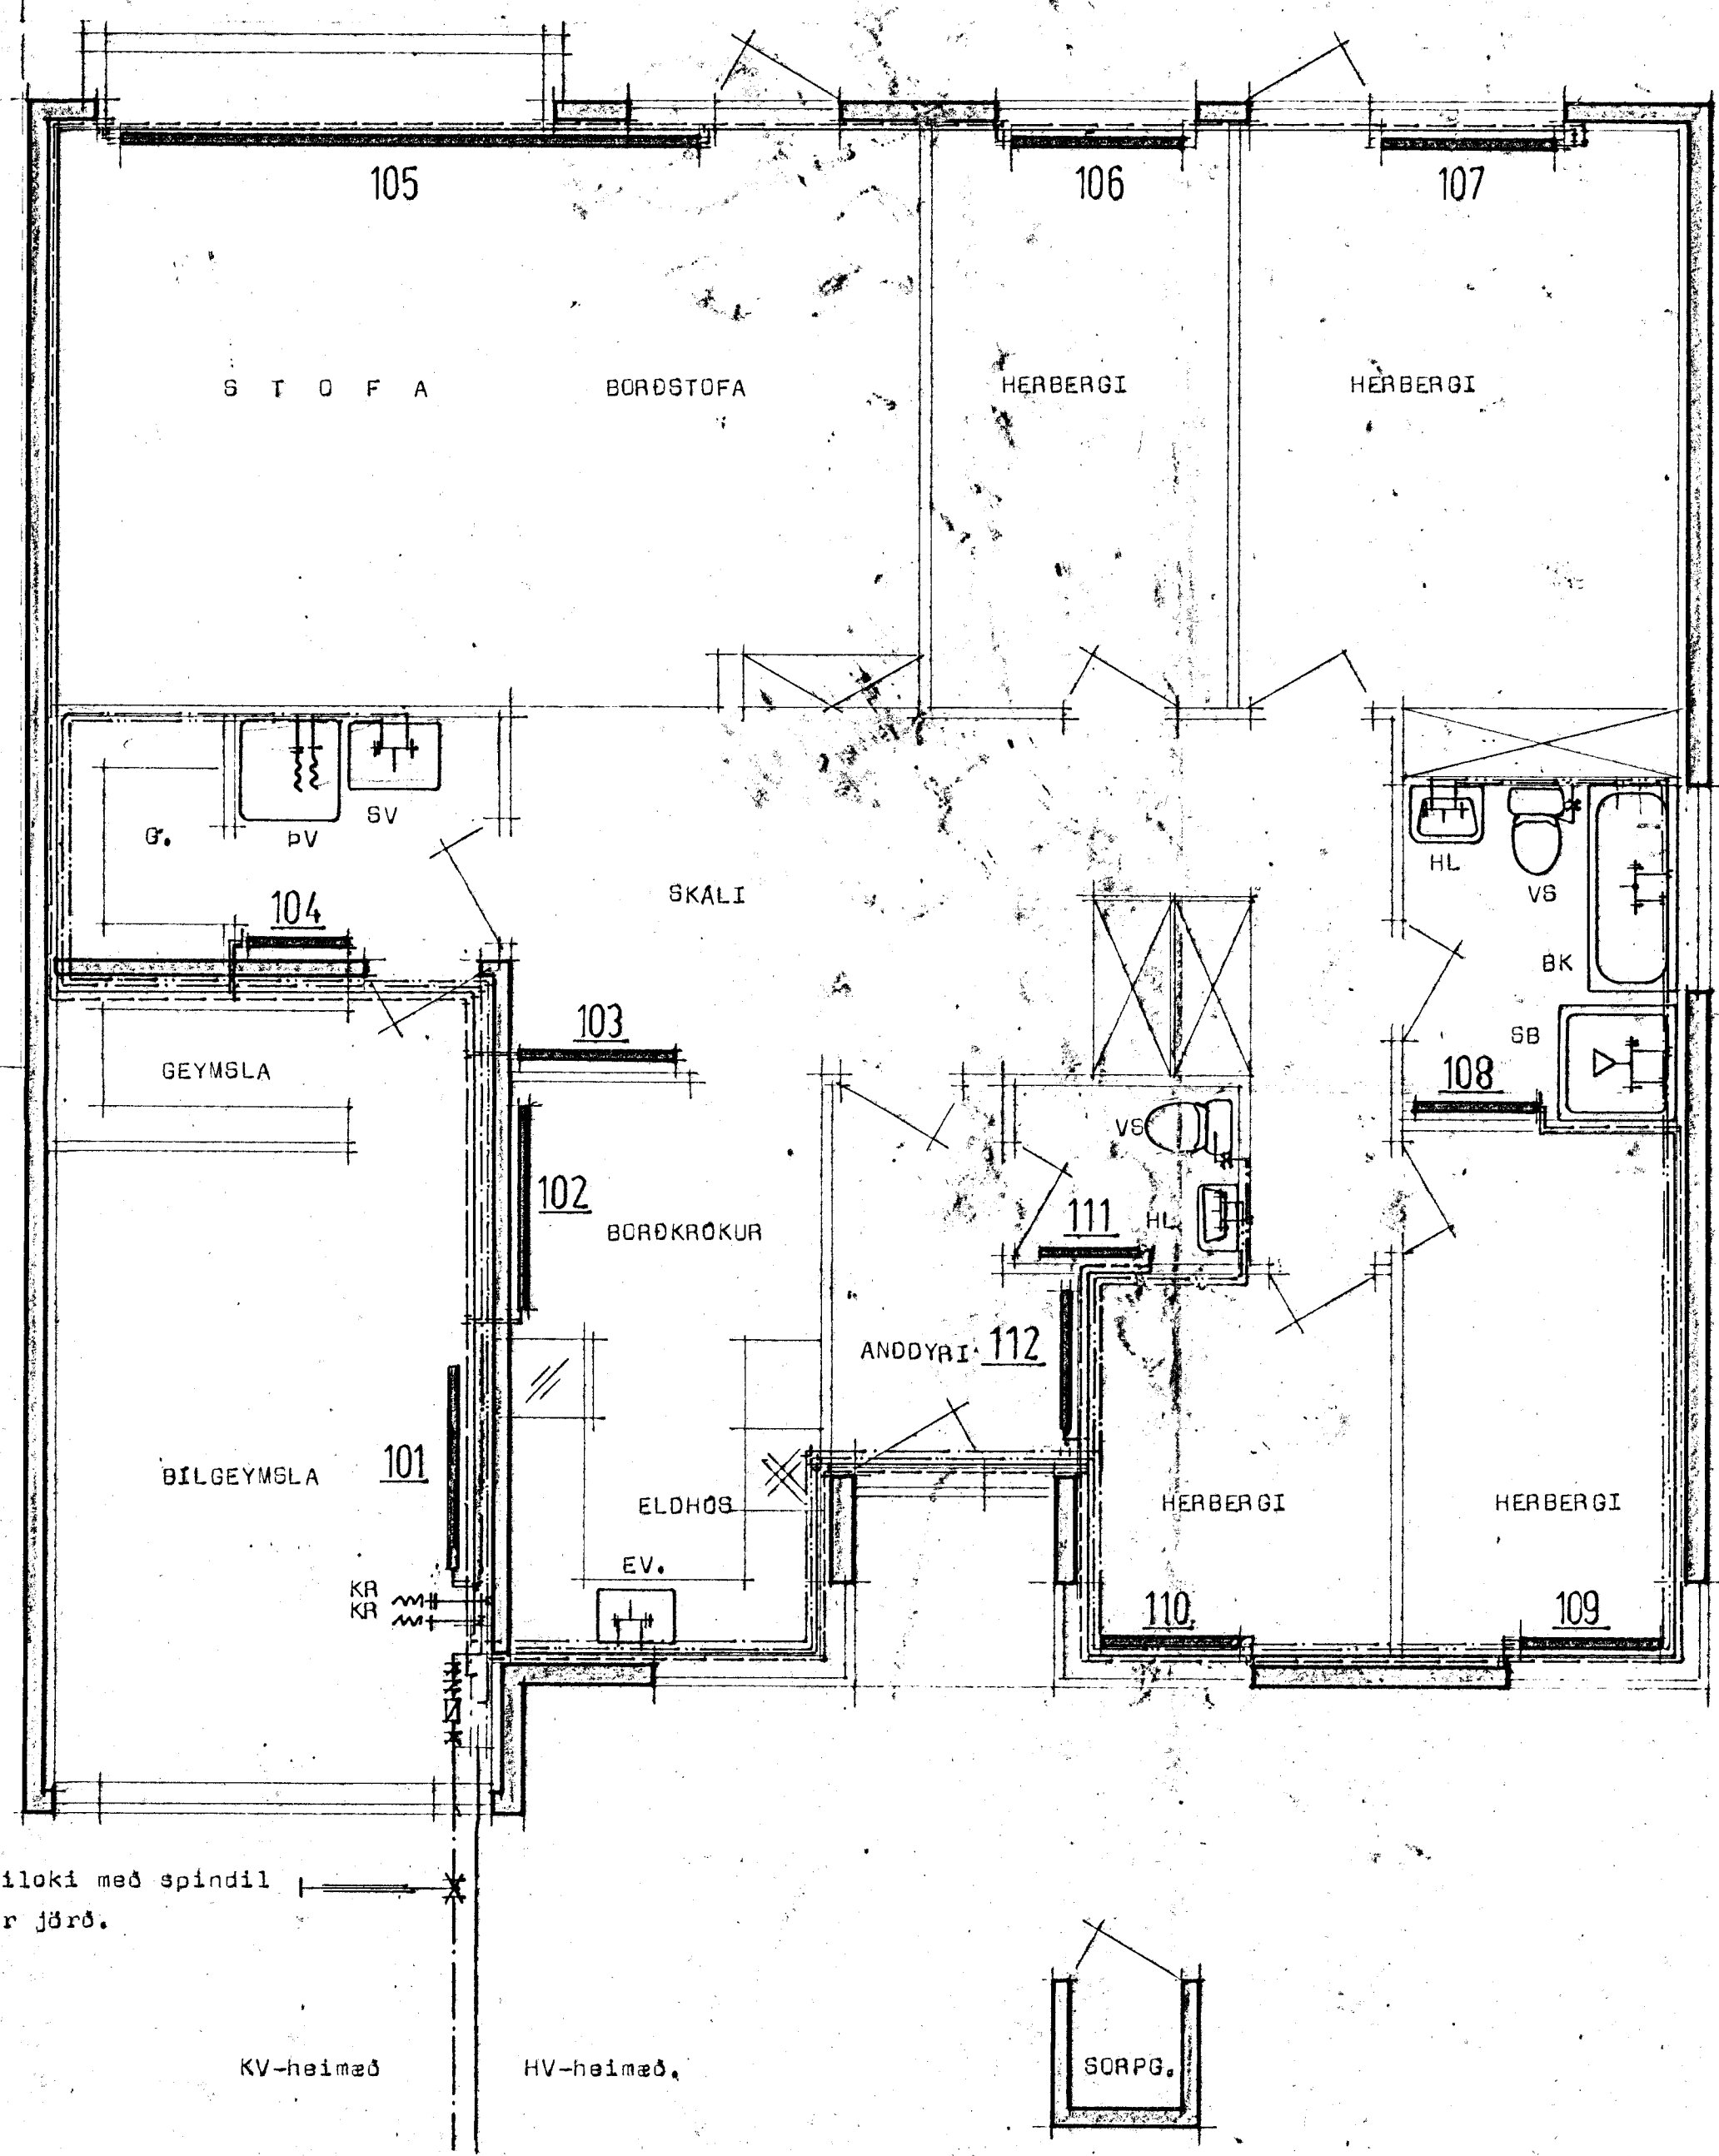 105
106
107
S T O F A
BORÐSTOFA
HERBERGI
HERBERGI
G.
ÞV
SV
SKÁLI
HL
VS
BK
SB
104
103
108
GEYMSLA
VS
102
BORÐKRÓKUR
111
HL
ANDDYRI
112
BÍLGEYMSLA
101
ELDHÚS
HERBERGI
HERBERGI
EV.
KR
KR
110
109
iloki með spindil
r jörð.
KV-heimæð
HV-heimæð.
SORPG.